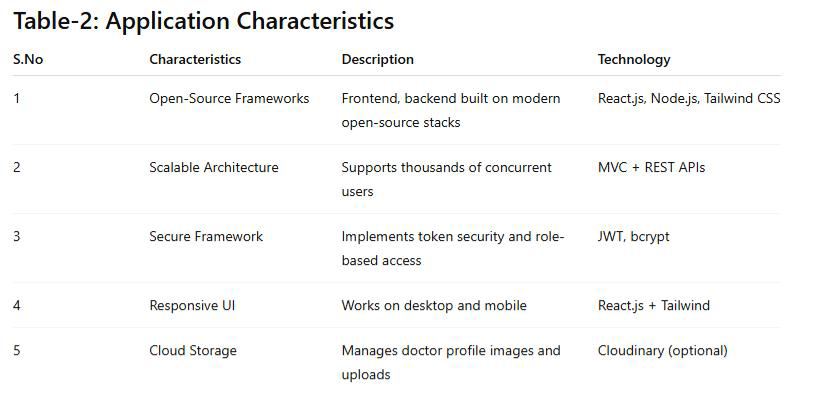 Table-2: Application Characteristics
S.No Characteristics Description Technology
1 Open-Source Frameworks Frontend, backend built on modern open-source stacks React.js, Node.js, Tailwind CSS
2 Scalable Architecture Supports thousands of concurrent users MVC + REST APIs
3 Secure Framework Implements token security and role-based access JWT, bcrypt
4 Responsive UI Works on desktop and mobile React.js + Tailwind
5 Cloud Storage Manages doctor profile images and uploads Cloudinary (optional)